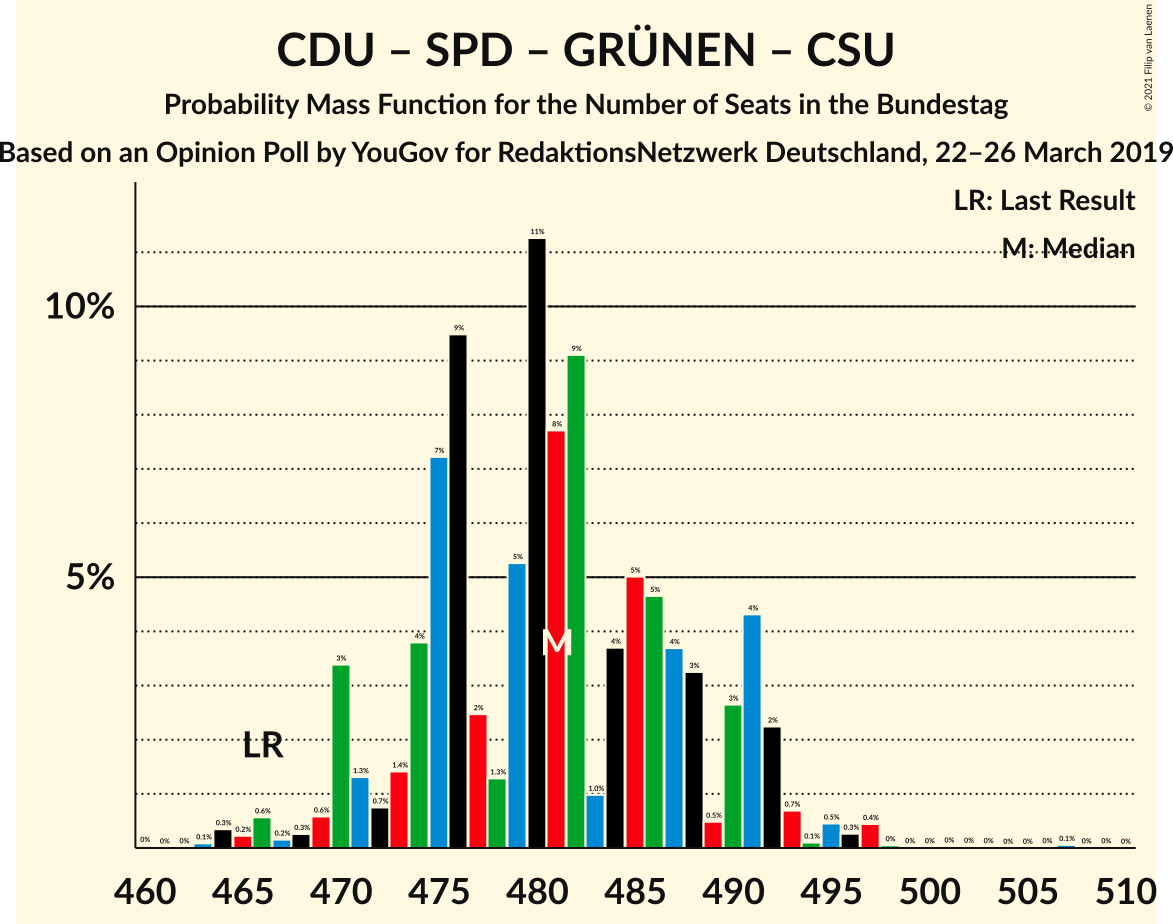 CDU – SPD – GRÜNEN – CSU
Probability Mass Function for the Number of Seats in the Bundestag
Based on an Opinion Poll by YouGov for RedaktionsNetzwerk Deutschland, 22–26 March 2019
© 2021 Filip van Laenen
LR: Last Result
M: Median
10%
5%
0% 0% 0% 0.1% 0.3% 0.2% 0.6% 0.2% 0.3% 0.6% 3% 1.3% 0.7% 1.4% 4% 7% 9% 2% 1.3% 5% 11% 8% 9% 1.0% 4% 5% 5% 4% 3% 0.5% 3% 4% 2% 0.7% 0.1% 0.5% 0.3% 0.4% 0% 0% 0% 0% 0% 0% 0% 0% 0% 0.1% 0% 0% 0%
LR
M
460 465 470 475 480 485 490 495 500 505 510